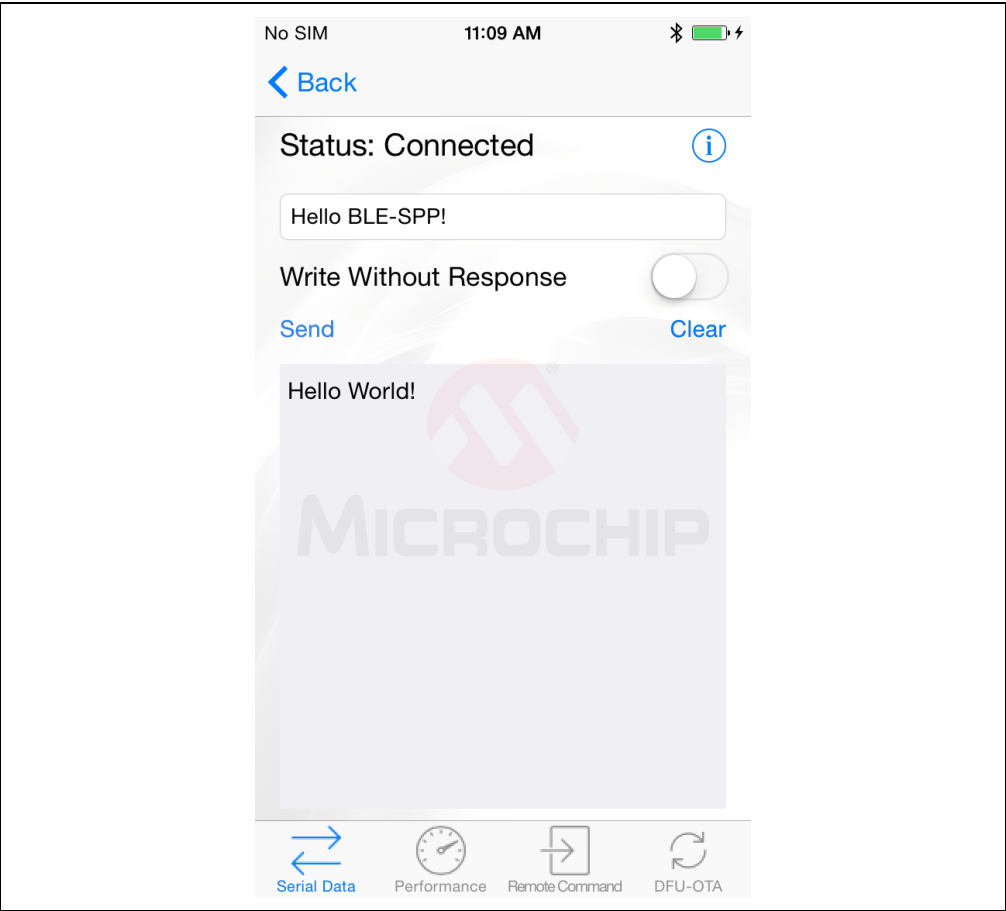 No SIM 11:09 AM
Back
Status: Connected
Hello BLE-SPP!
Write Without Response
Send Clear
Hello World!
®
MICROCHIP
Serial Data Performance Remote Command DFU-OTA